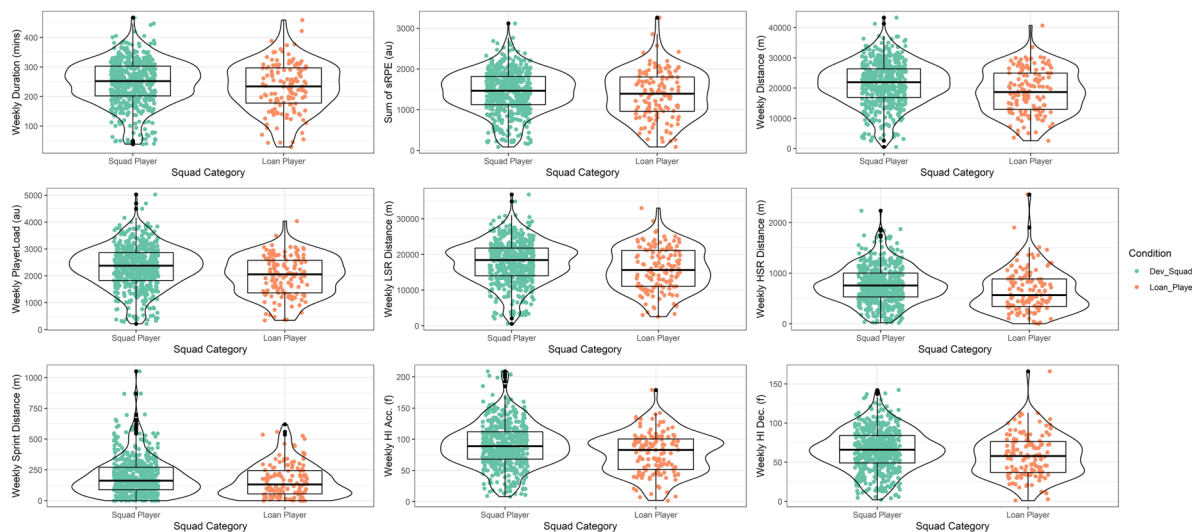 Weekly Duration (mins)
400
300
200
100
Squad Player
Loan Player
Squad Category
Sum of sRPE (au)
3000
2000
1000
0
Squad Player
Loan Player
Squad Category
Weekly Distance (m)
40000
30000
20000
10000
0
Squad Player
Loan Player
Squad Category
Weekly PlayerLoad (au)
5000
4000
3000
2000
1000
0
Squad Player
Loan Player
Squad Category
Weekly LSR Distance (m)
30000
20000
10000
0
Squad Player
Loan Player
Squad Category
Weekly HSR Distance (m)
2000
1000
0
Squad Player
Loan Player
Squad Category
Condition
Dev_Squad
Loan_Playe
Weekly Sprint Distance (m)
1000
750
500
250
0
Squad Player
Loan Player
Squad Category
Weekly HI Acc. (f)
200
150
100
50
0
Squad Player
Loan Player
Squad Category
Weekly HI Dec. (f)
150
100
50
0
Squad Player
Loan Player
Squad Category